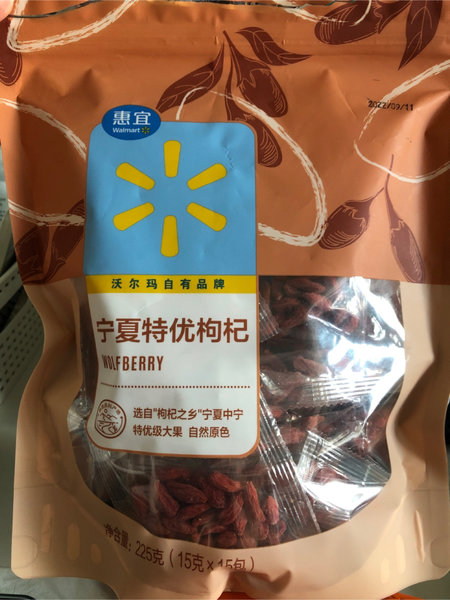 2022/09/11
惠宜
Walmart
沃尔玛自有品牌
宁夏特优枸杞
WOLFBERRY
选自"枸杞之乡"宁夏中宁
特优级大果 自然原色
净含量：225克（15克×15包）